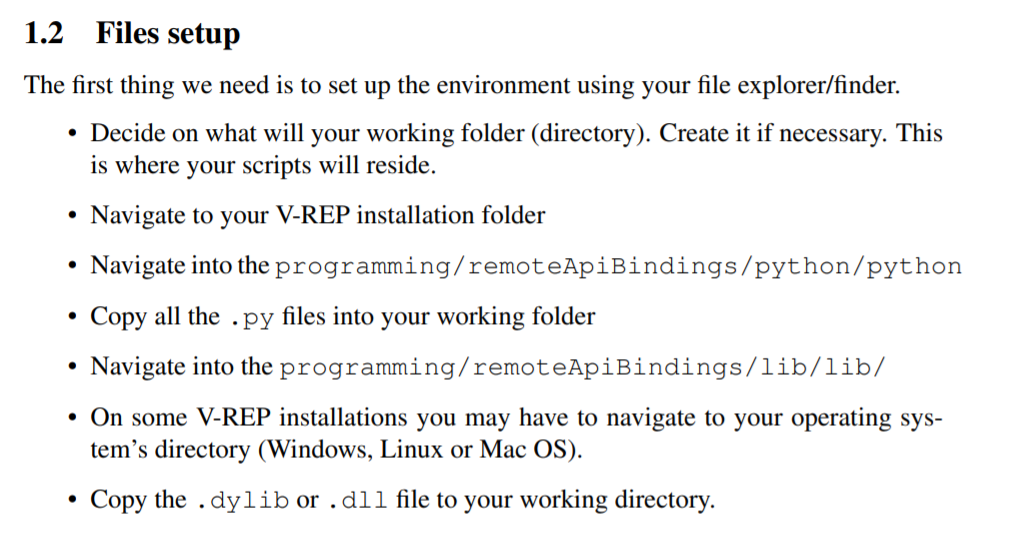 1.2 Files setup
The first thing we need is to set up the environment using your file explorer/finder.
• Decide on what will your working folder (directory). Create it if necessary. This
is where your scripts will reside.
• Navigate to your V-REP installation folder
• Navigate into the programming/remoteApiBindings/python/python
• Copy all the .py files into your working folder
• Navigate into the programming/remoteApiBindings/lib/lib/
• On some V-REP installations you may have to navigate to your operating sys-
tem's directory (Windows, Linux or Mac OS).
• Copy the .dylib or .dll file to your working directory.